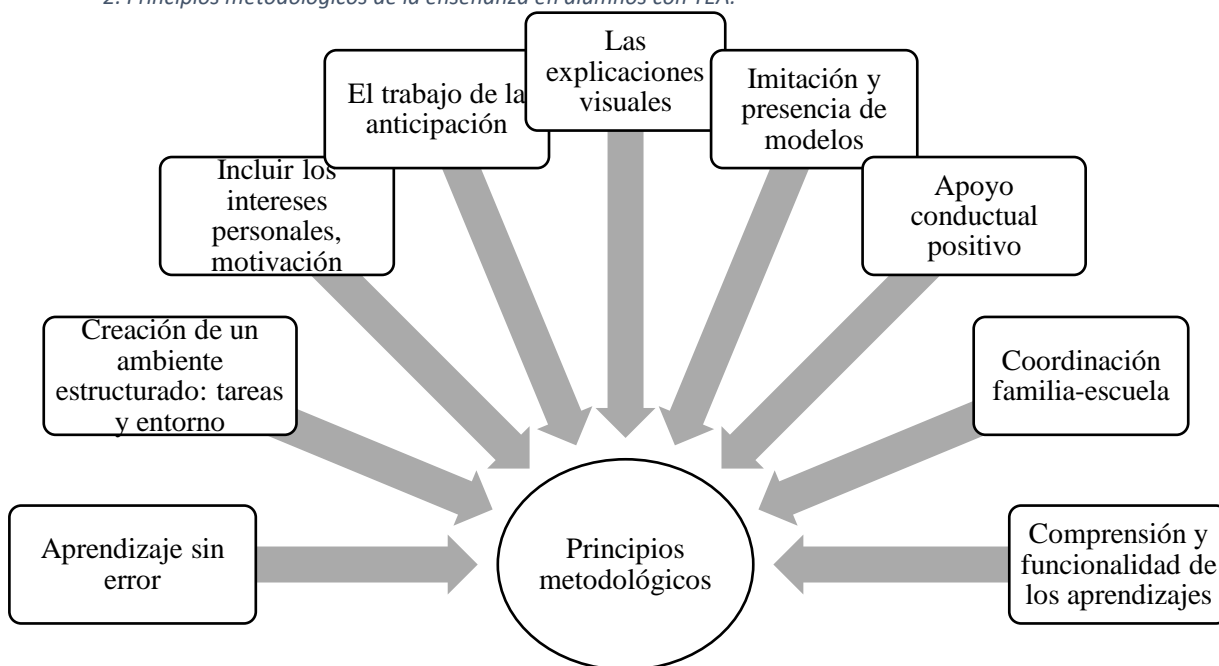 2. Principios metodológicos de la enseñanza en alumnos con TEA.
Las
explicaciones
visuales
El trabajo de la
anticipación
Imitación y
presencia de
modelos
Incluir los
intereses
personales,
motivación
Apoyo
conductual
positivo
Creación de un
ambiente
estructurado: tareas
y entorno
Coordinación
familia-escuela
Aprendizaje sin
error
Principios
metodológicos
Comprensión y
funcionalidad de
los aprendizajes